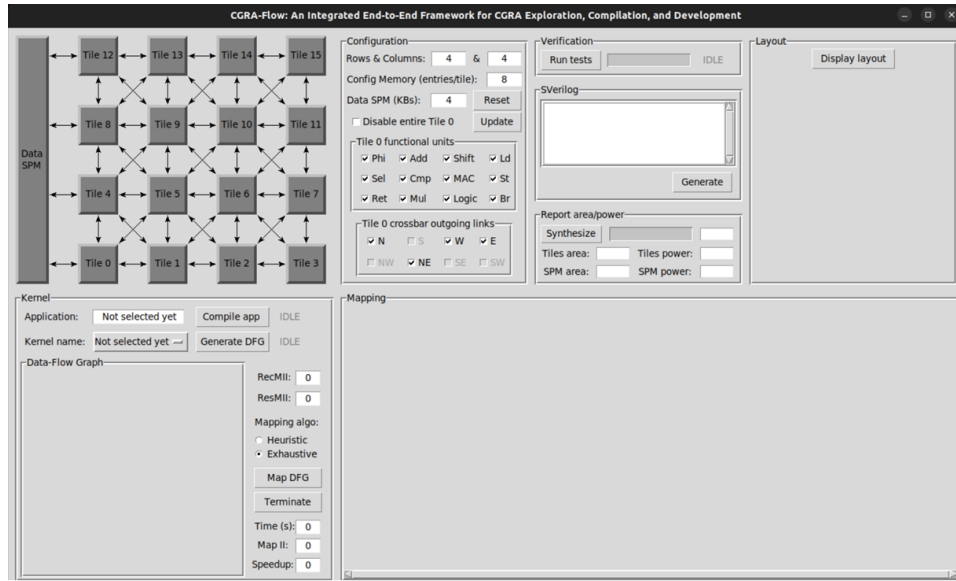 CGRA-Flow: An Integrated End-to-End Framework for CGRA Exploration, Compilation, and Development
Data
SPM
Tile 12 Tile 13 Tile 14 Tile 15
Tile 8 Tile 9 Tile 10 Tile 11
Tile 4 Tile 5 Tile 6 Tile 7
Tile 0 Tile 1 Tile 2 Tile 3
Configuration
Rows & Columns: 4 & 4
Config Memory (entries/tile): 8
Data SPM (KBs): 4 Reset
Disable entire Tile 0 Update
Tile 0 functional units
Phi Add Shift Ld
Sel Cmp MAC St
Ret Mul Logic Br
Tile 0 crossbar outgoing links
N S W E
NW NE SE SW
Verification
Run tests IDLE
SVerilog
Generate
Report area/power
Synthesize
Tiles area: Tiles power:
SPM area: SPM power:
Layout
Display layout
Kernel
Application: Not selected yet Compile app IDLE
Kernel name: Not selected yet Generate DFG IDLE
Data-Flow Graph
RecMII: 0
ResMII: 0
Mapping algo:
Heuristic
Exhaustive
Map DFG
Terminate
Time (s): 0
Map II: 0
Speedup: 0
Mapping